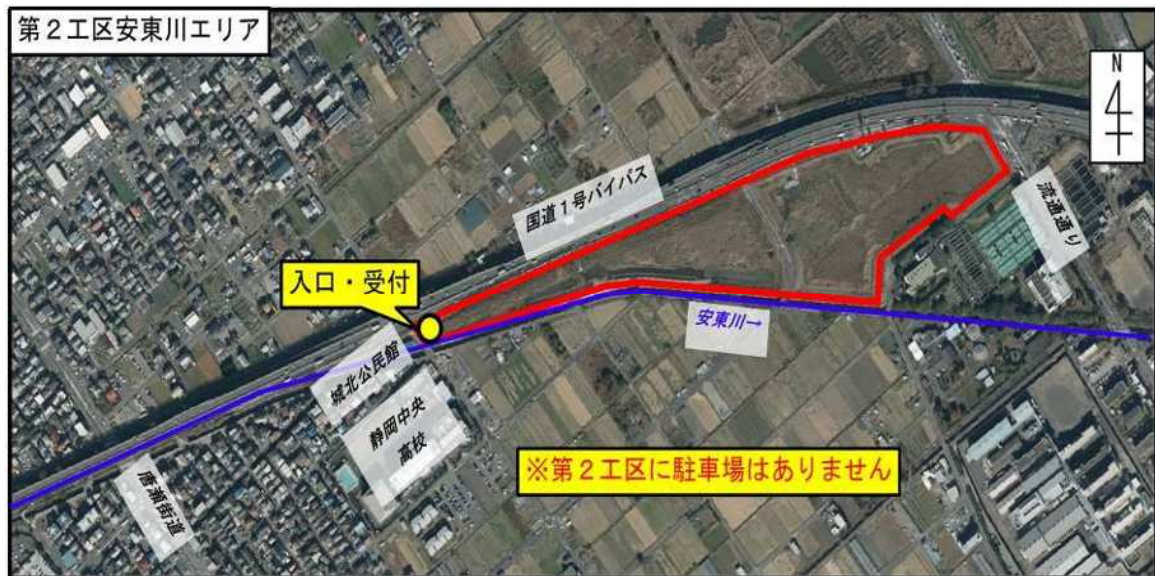 第２工区安東川エリア
N
国道１号バイパス
流通通り
入口・受付
安東川→
城北公民館
静岡中央
高校
※第２工区に駐車場はありません
唐瀬街道